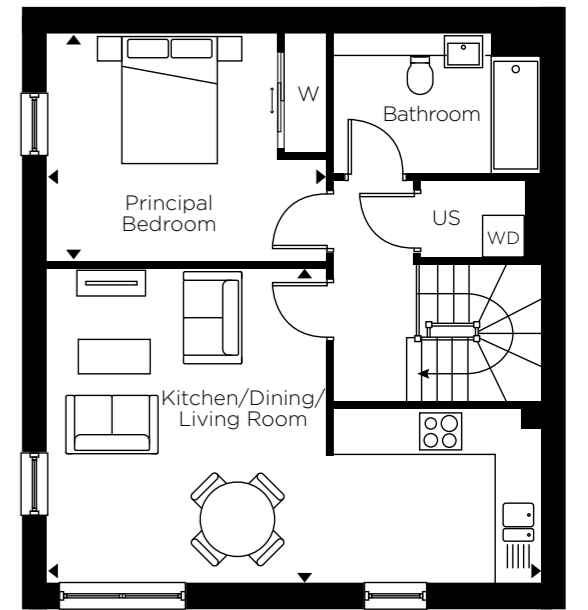 W
Bathroom
Principal
Bedroom
US
WD
Kitchen/Dining/
Living Room